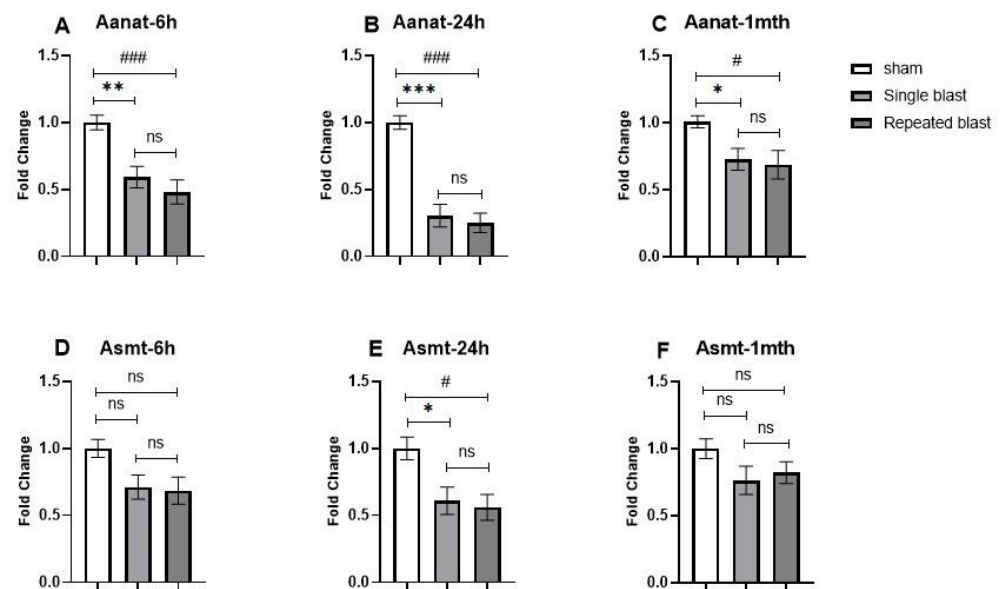 A Aanat-6h
1.5
1.0
0.5
0.0
Fold Change
###
**
ns
B Aanat-24h
1.5
1.0
0.5
0.0
Fold Change
###
***
ns
C Aanat-1mth
1.5
1.0
0.5
0.0
Fold Change
#
*
ns
sham
Single blast
Repeated blast
D Asmt-6h
1.5
1.0
0.5
0.0
Fold Change
ns
ns
ns
E Asmt-24h
1.5
1.0
0.5
0.0
Fold Change
#
*
ns
F Asmt-1mth
1.5
1.0
0.5
0.0
Fold Change
ns
ns
ns